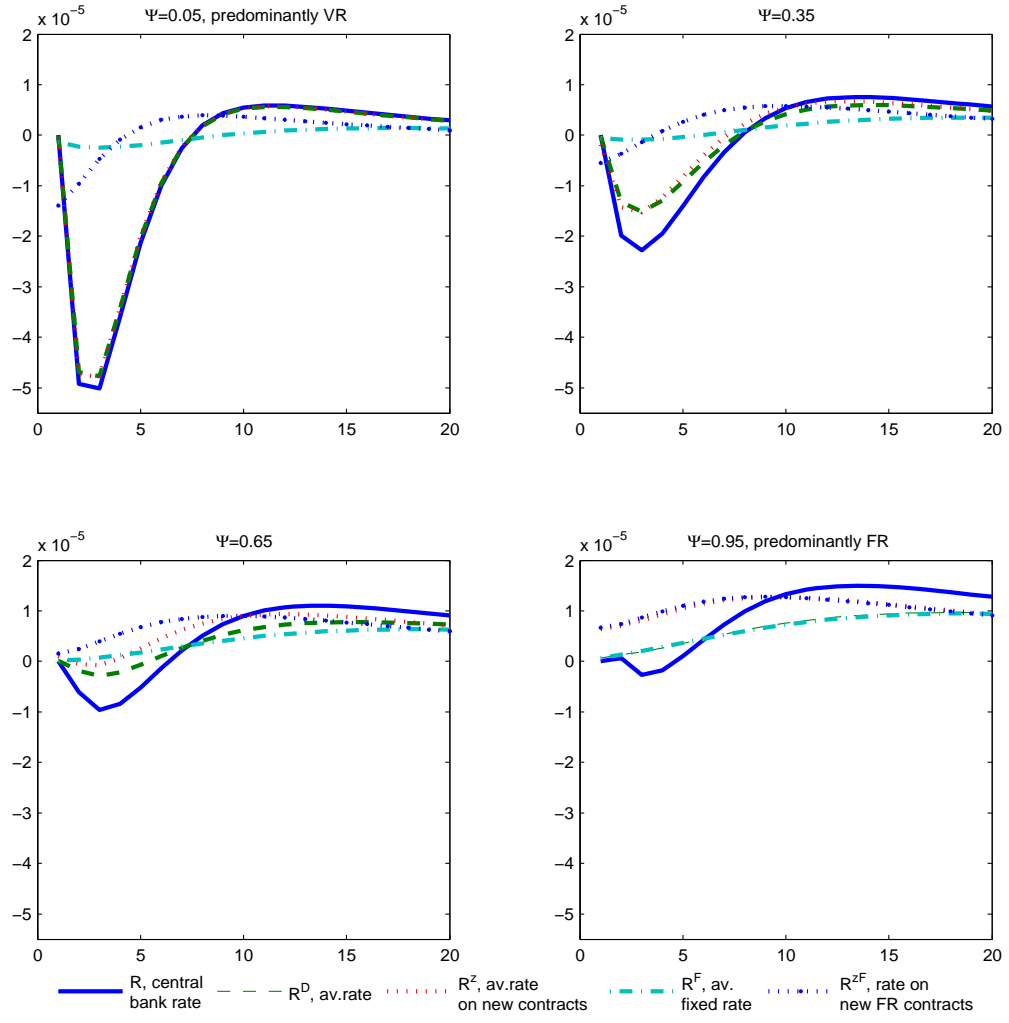 x 10⁻⁵
Ψ=0.05, predominantly VR
2
1
0
−1
−2
−3
−4
−5
0 5 10 15 20
x 10⁻⁵
Ψ=0.35
2
1
0
−1
−2
−3
−4
−5
0 5 10 15 20
x 10⁻⁵
Ψ=0.65
2
1
0
−1
−2
−3
−4
−5
0 5 10 15 20
x 10⁻⁵
Ψ=0.95, predominantly FR
2
1
0
−1
−2
−3
−4
−5
0 5 10 15 20
R, central
bank rate
R^D, av.rate
R^z, av.rate
on new contracts
R^F, av.
fixed rate
R^zF, rate on
new FR contracts